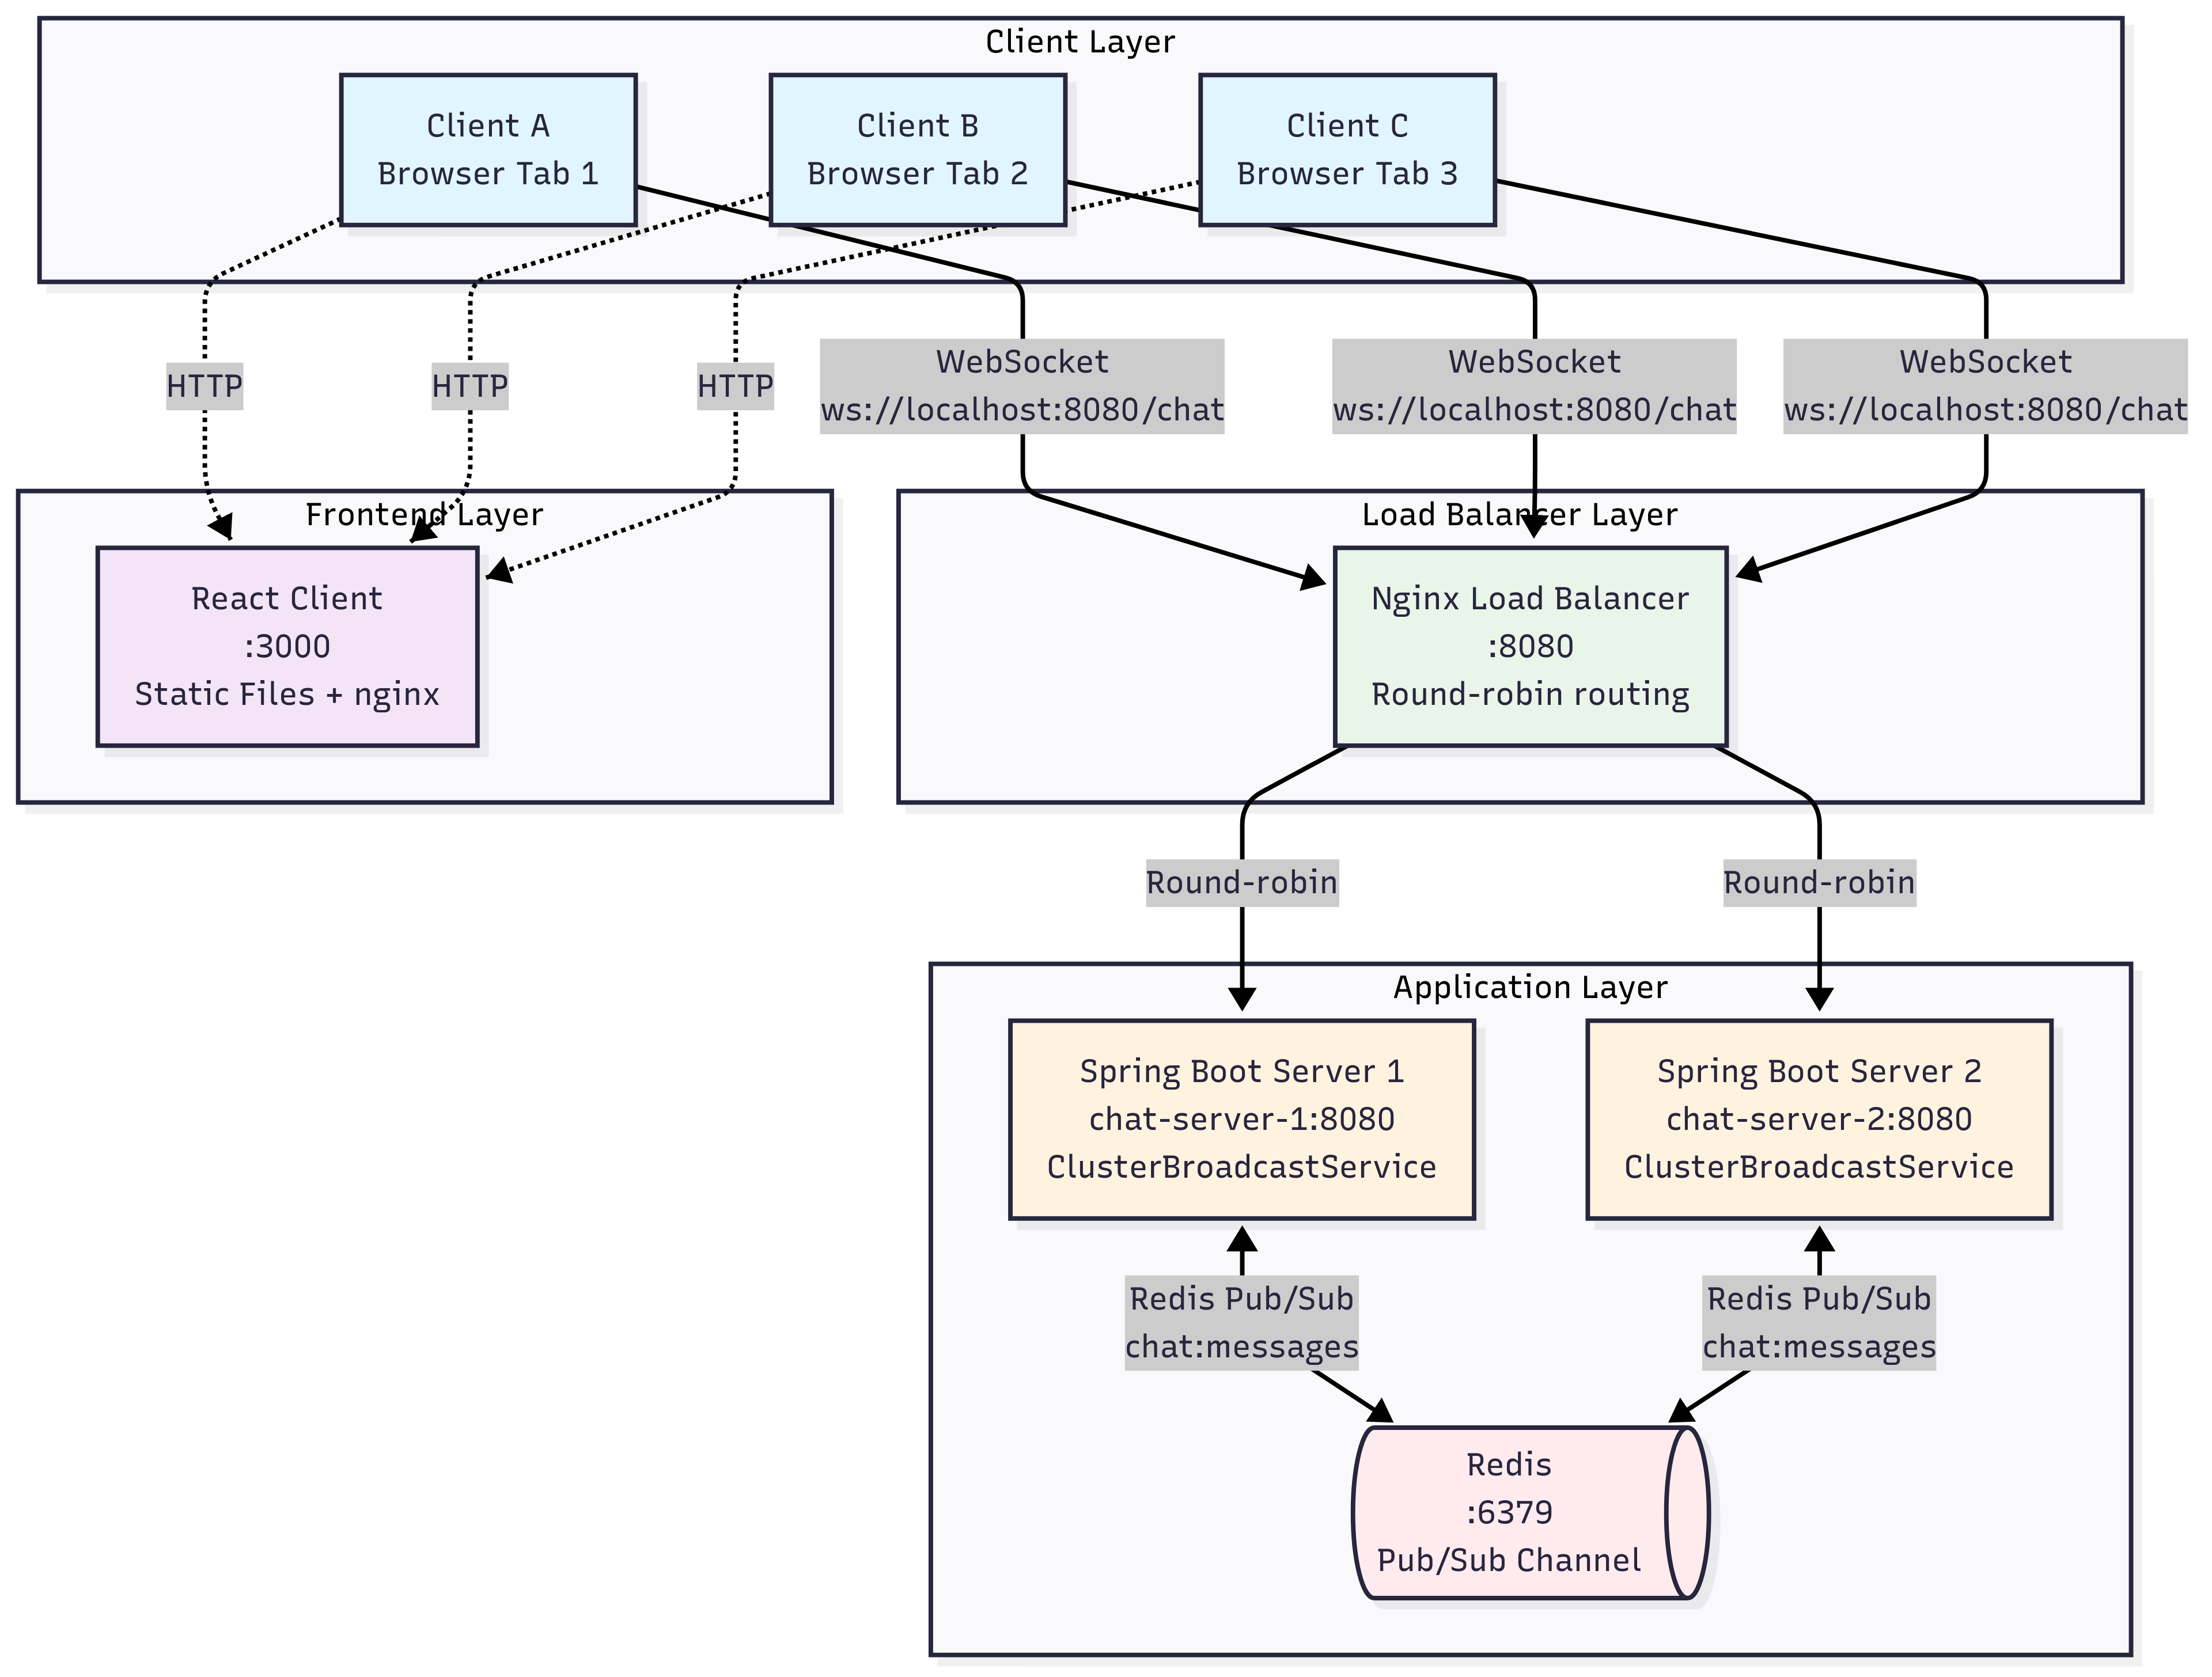 Client Layer
Client A
Browser Tab 1
Client B
Browser Tab 2
Client C
Browser Tab 3
HTTP
HTTP
HTTP
WebSocket
ws://localhost:8080/chat
WebSocket
ws://localhost:8080/chat
WebSocket
ws://localhost:8080/chat
Frontend Layer
React Client
:3000
Static Files + nginx
Load Balancer Layer
Nginx Load Balancer
:8080
Round-robin routing
Round-robin
Round-robin
Application Layer
Spring Boot Server 1
chat-server-1:8080
ClusterBroadcastService
Spring Boot Server 2
chat-server-2:8080
ClusterBroadcastService
Redis Pub/Sub
chat:messages
Redis Pub/Sub
chat:messages
Redis
:6379
Pub/Sub Channel